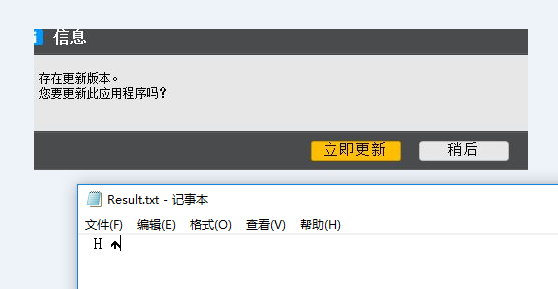 信息
存在更新版本。
您要更新此应用程序吗?
立即更新 稍后
Result.txt - 记事本
文件(F) 编辑(E) 格式(O) 查看(V) 帮助(H)
H 🡩